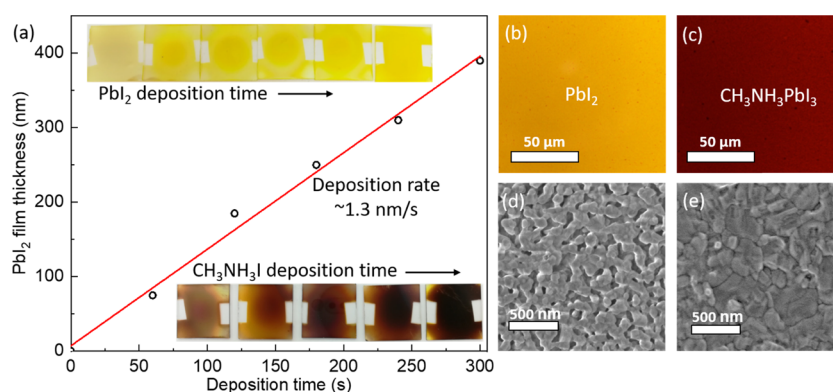 (a)
PbI₂ deposition time
Deposition rate
~1.3 nm/s
CH₃NH₃I deposition time
PbI₂ film thickness (nm)
400
300
200
100
0
0
50
100
150
200
250
300
Deposition time (s)
(b)
PbI₂
50 μm
(c)
CH₃NH₃PbI₃
50 μm
(d)
500 nm
(e)
500 nm